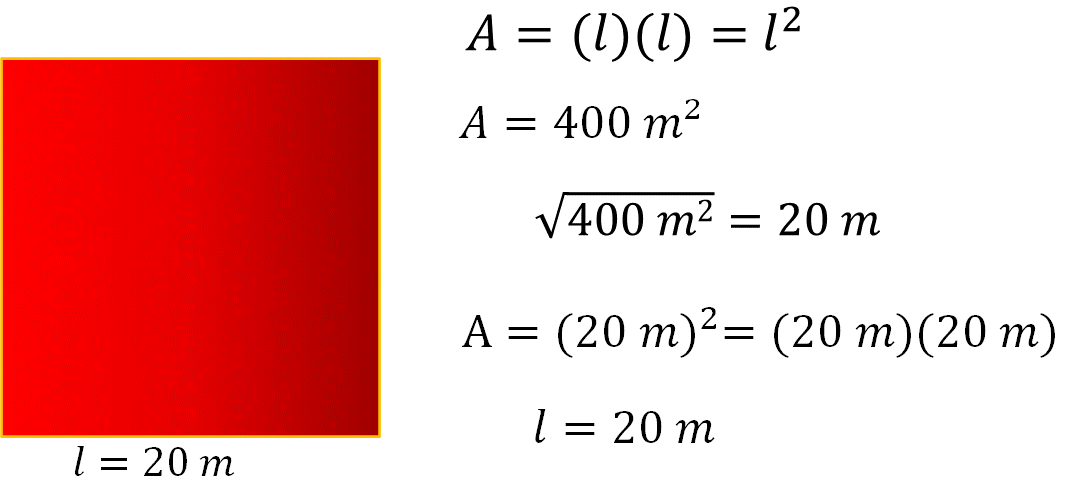 A = (l)(l) = l²
A = 400 m²
√400 m² = 20 m
A = (20 m)²= (20 m)(20 m)
l = 20 m
l = 20 m